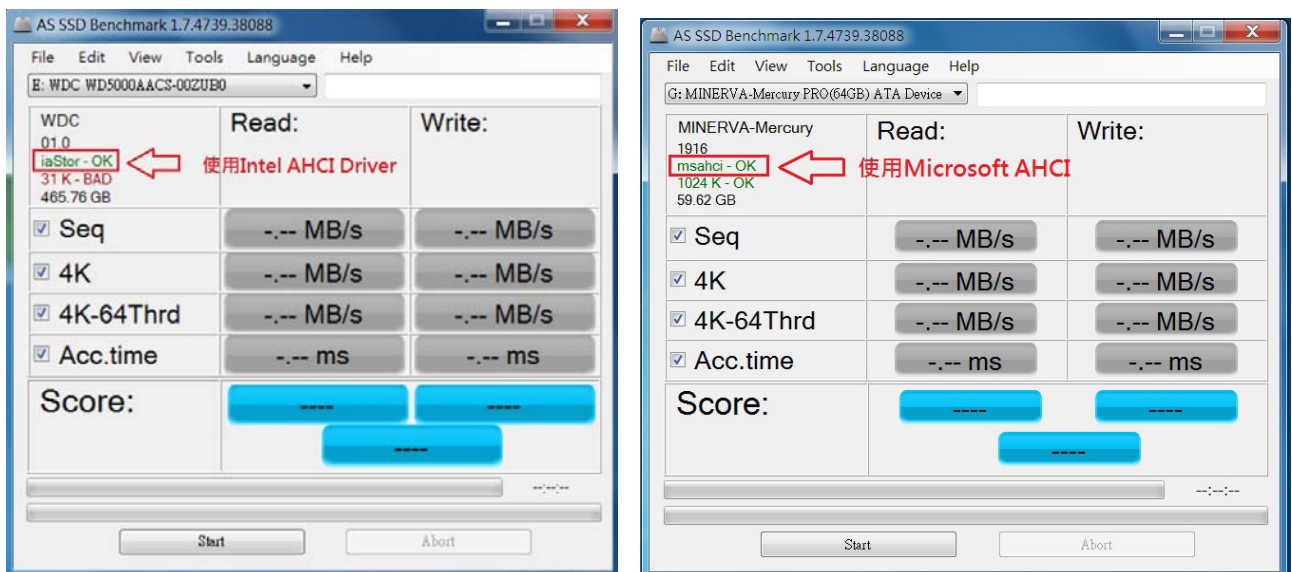 AS SSD Benchmark 1.7.4739.38088
File Edit View Tools Language Help
E: WDC WD5000AACS-00ZUB0
WDC
01.0
iaStor - OK
31 K - BAD
465.76 GB
使用Intel AHCI Driver
Read:
Write:
Seq
-.-- MB/s
-.-- MB/s
4K
-.-- MB/s
-.-- MB/s
4K-64Thrd
-.-- MB/s
-.-- MB/s
Acc.time
-.-- ms
-.-- ms
Score:
----
----
----
--:--:--
Start
Abort
AS SSD Benchmark 1.7.4739.38088
File Edit View Tools Language Help
G: MINERVA-Mercury PRO(64GB) ATA Device
MINERVA-Mercury
1916
msahci - OK
1024 K - OK
59.62 GB
使用Microsoft AHCI
Read:
Write:
Seq
-.-- MB/s
-.-- MB/s
4K
-.-- MB/s
-.-- MB/s
4K-64Thrd
-.-- MB/s
-.-- MB/s
Acc.time
-.-- ms
-.-- ms
Score:
----
----
----
--:--:--
Start
Abort